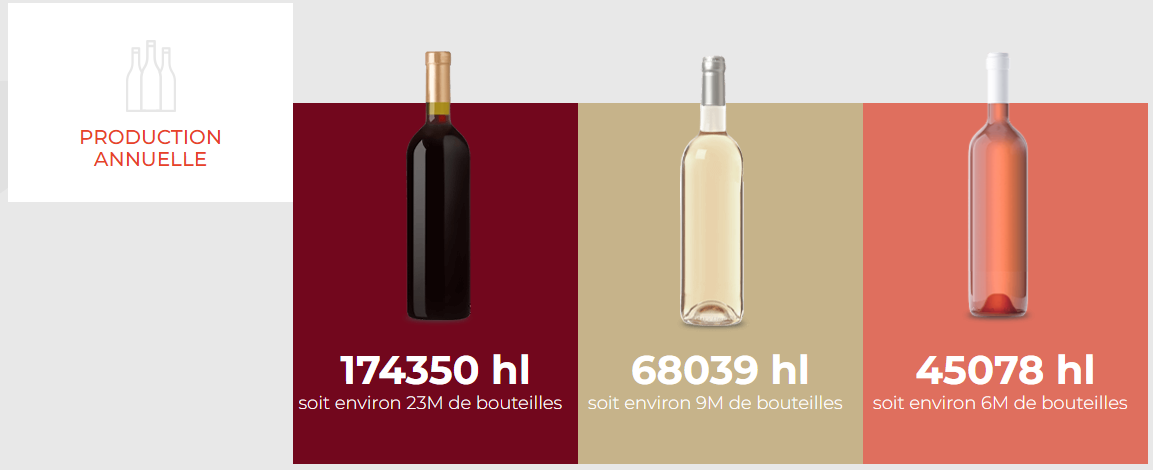 PRODUCTION
ANNUELLE
174350 hl
soit environ 23M de bouteilles
68039 hl
soit environ 9M de bouteilles
45078 hl
soit environ 6M de bouteilles